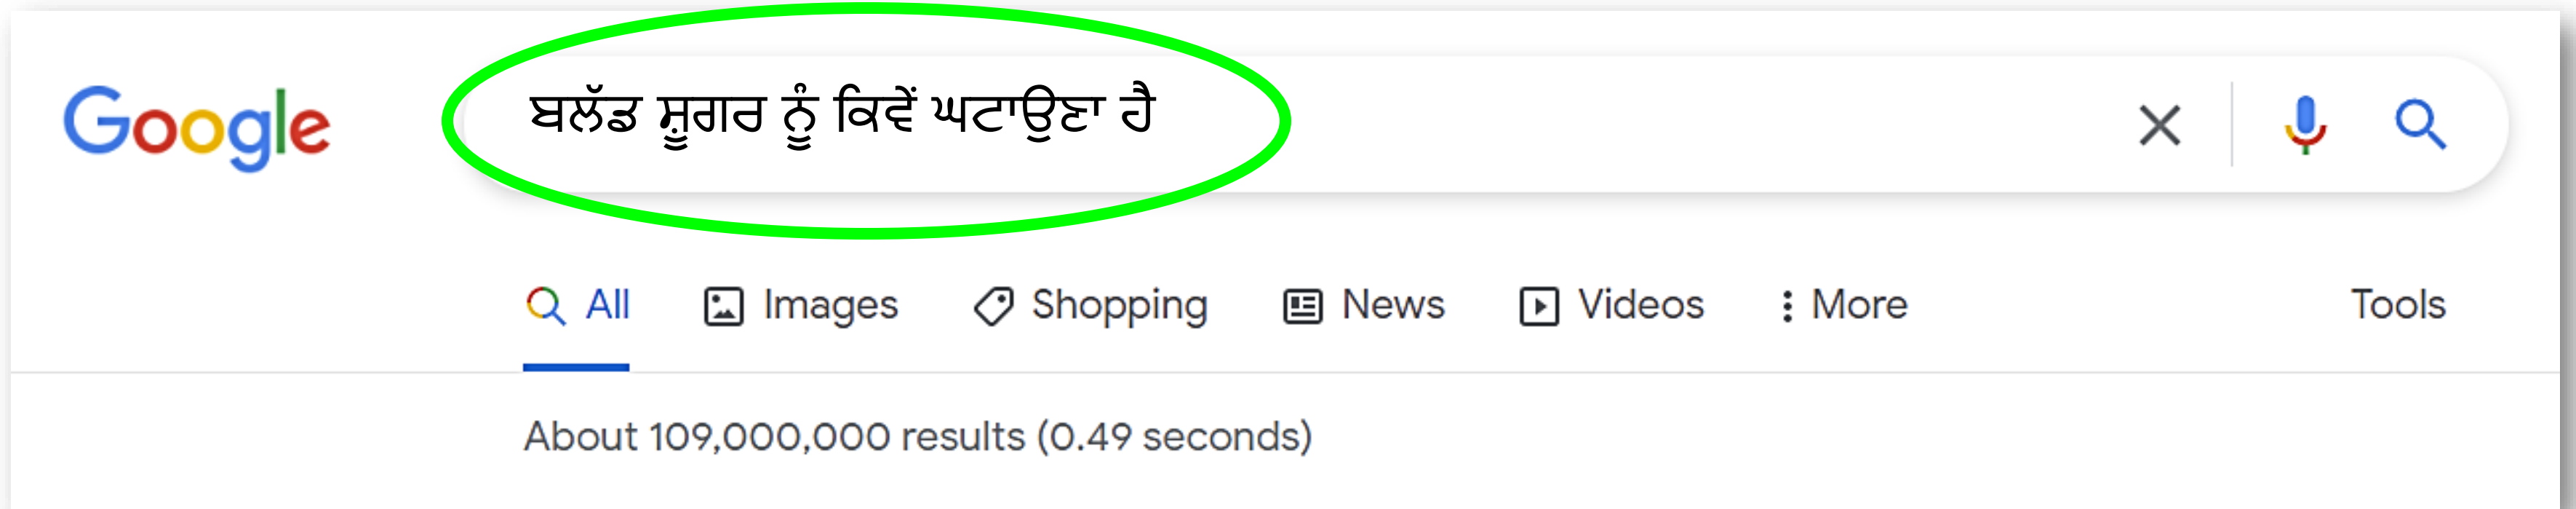 Google
ਬਲੱਡ ਸ਼ੂਗਰ ਨੂੰ ਕਿਵੇਂ ਘਟਾਉਣਾ ਹੈ
All Images Shopping News Videos More Tools
About 109,000,000 results (0.49 seconds)